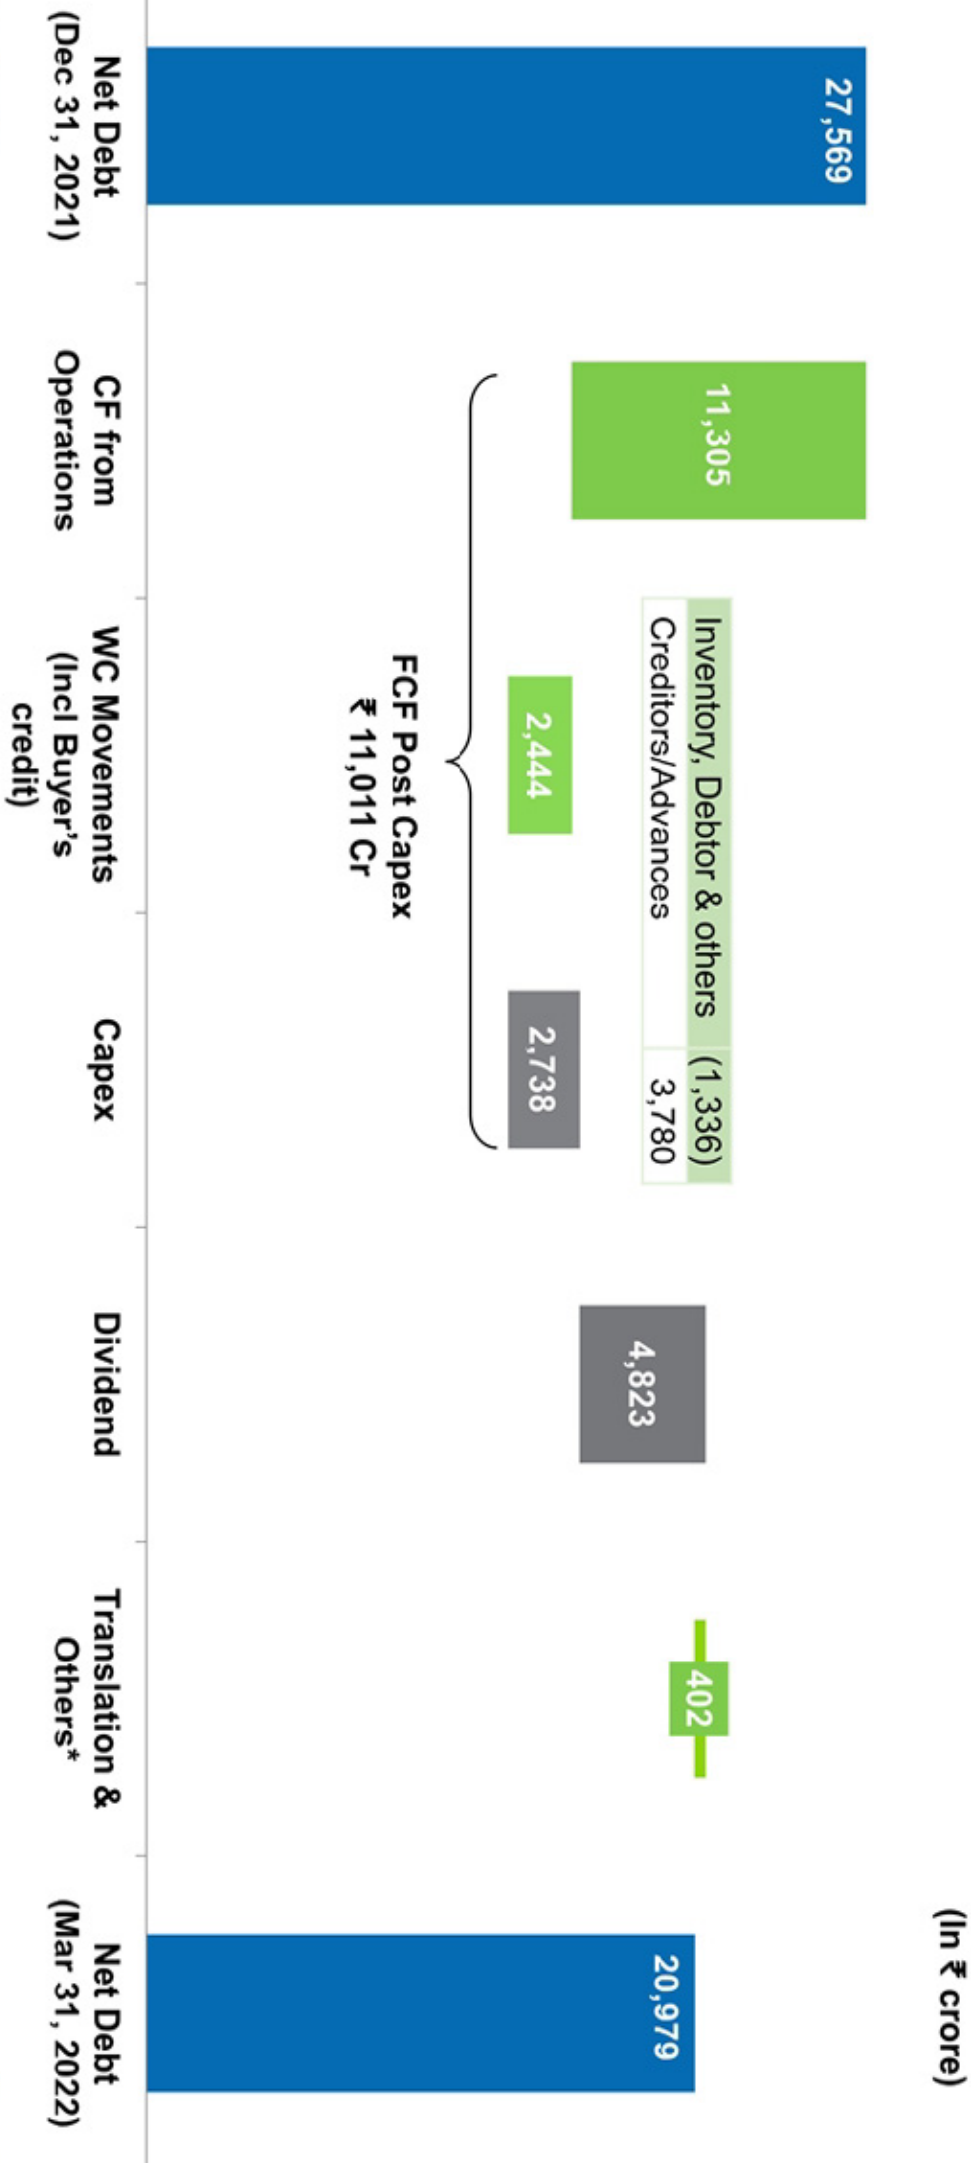 (In ₹ crore)
27,569
11,305
Inventory, Debtor & others (1,336)
Creditors/Advances 3,780
2,444
2,738
4,823
402
20,979
FCF Post Capex
₹ 11,011 Cr
Net Debt
(Dec 31, 2021)
CF from
Operations
WC Movements
(Incl Buyer’s
credit)
Capex
Dividend
Translation &
Others*
Net Debt
(Mar 31, 2022)